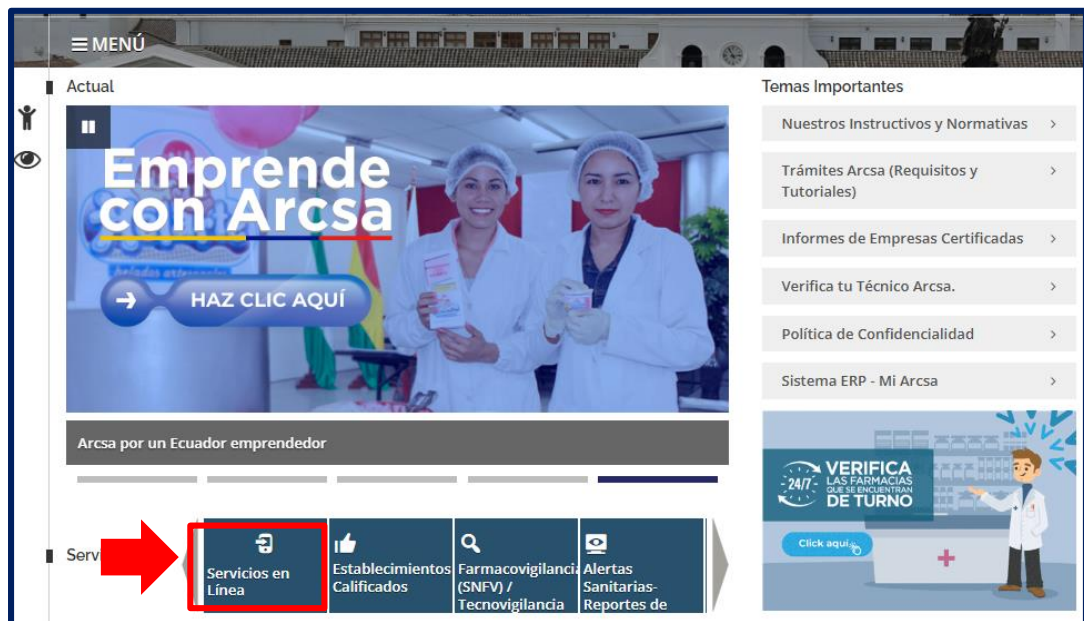 MENÚ
Actual
Emprende
con Arcsa
helados artesanales
HAZ CLIC AQUÍ
Arcsa por un Ecuador emprendedor
Temas Importantes
Nuestros Instructivos y Normativas
Trámites Arcsa (Requisitos y
Tutoriales)
Informes de Empresas Certificadas
Verifica tu Técnico Arcsa.
Política de Confidencialidad
Sistema ERP - Mi Arcsa
24/7
VERIFICA
LAS FARMACIAS
QUE SE ENCUENTRAN
DE TURNO
Click aquí
Servicios en
Línea
Establecimientos
Calificados
Farmacovigilancia
(SNFV) /
Tecnovigilancia
Alertas
Sanitarias-
Reportes de